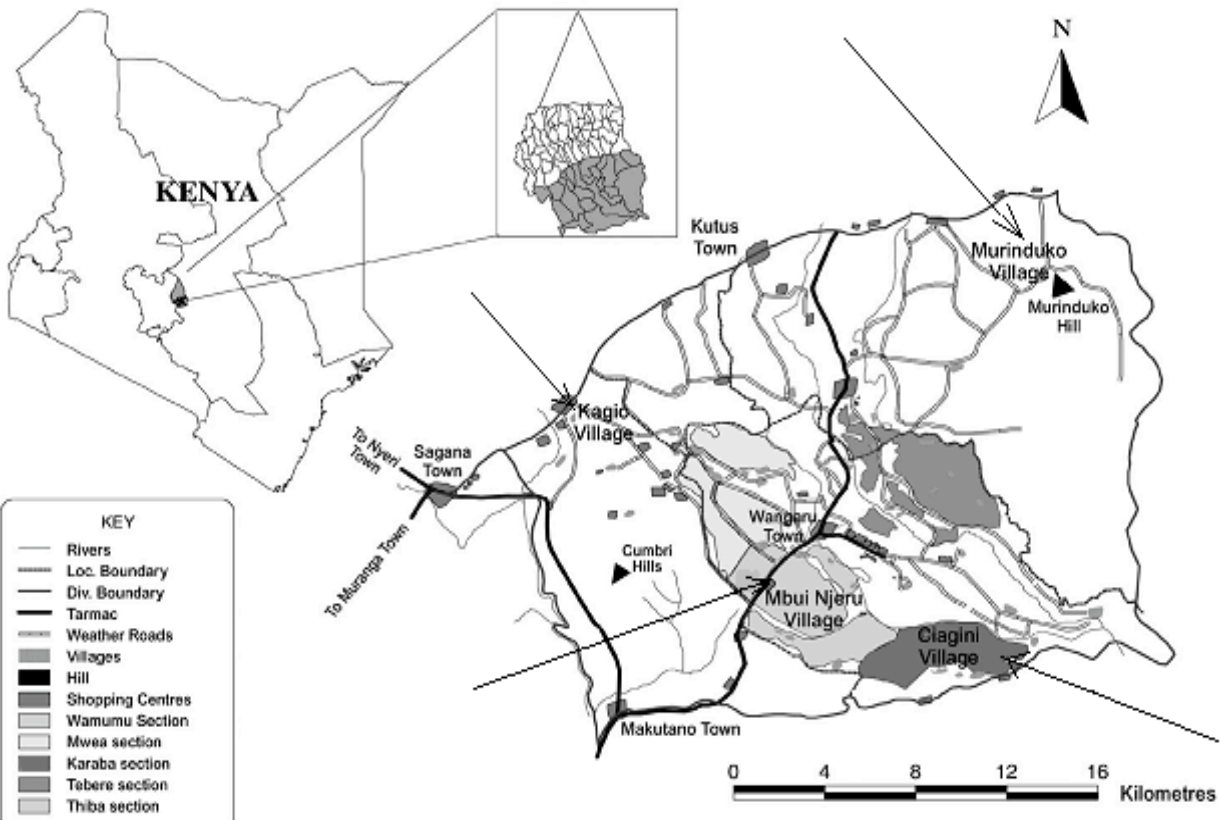 KENYA
N
Kutus
Town
Murinduko
Village
Murinduko
Hill
Kagio
Village
To Nyeri
Town
Sagana
Town
To Muranga Town
Wanguru
Town
Cumbri
Hills
Mbui Njeru
Village
Ciagini
Village
Makutano Town
KEY
Rivers
Loc. Boundary
Div. Boundary
Tarmac
Weather Roads
Villages
Hill
Shopping Centres
Wamumu Section
Mwea section
Karaba section
Tebere section
Thiba section
0 4 8 12 16
Kilometres